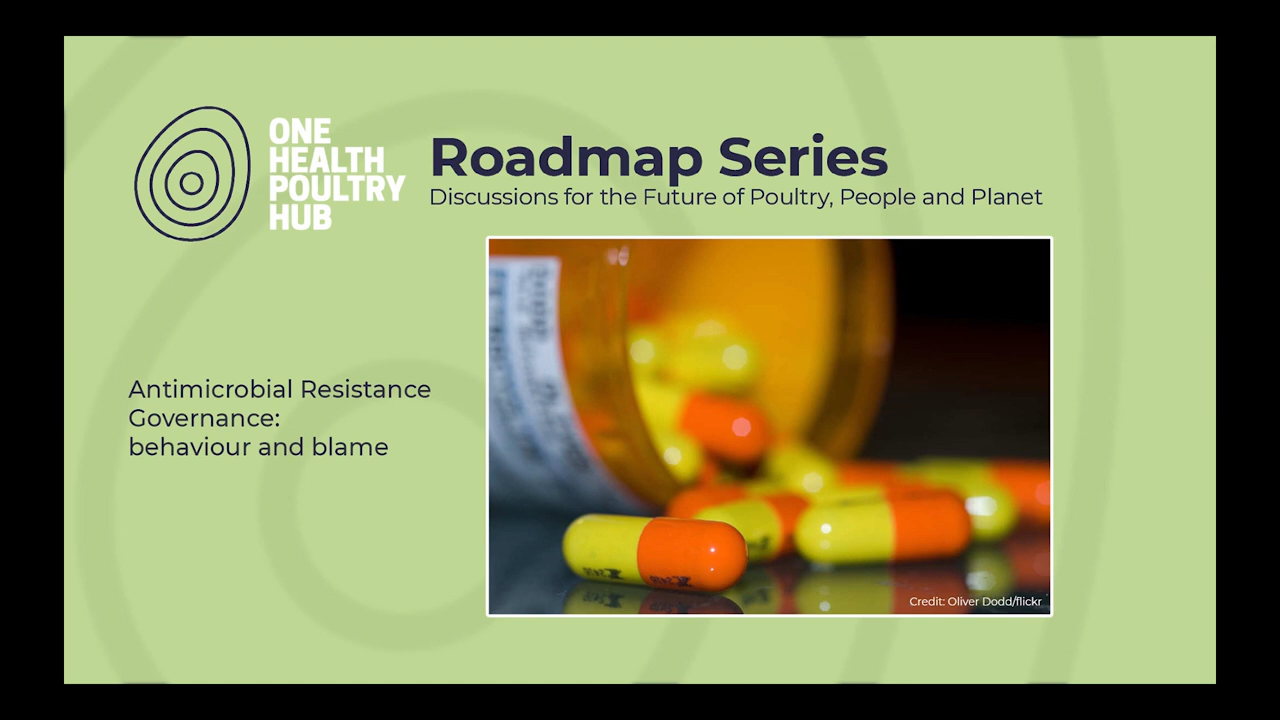 ONE
HEALTH
POULTRY
HUB
Roadmap Series
Discussions for the Future of Poultry, People and Planet
Antimicrobial Resistance
Governance:
behaviour and blame
Credit: Oliver Dodd/flickr